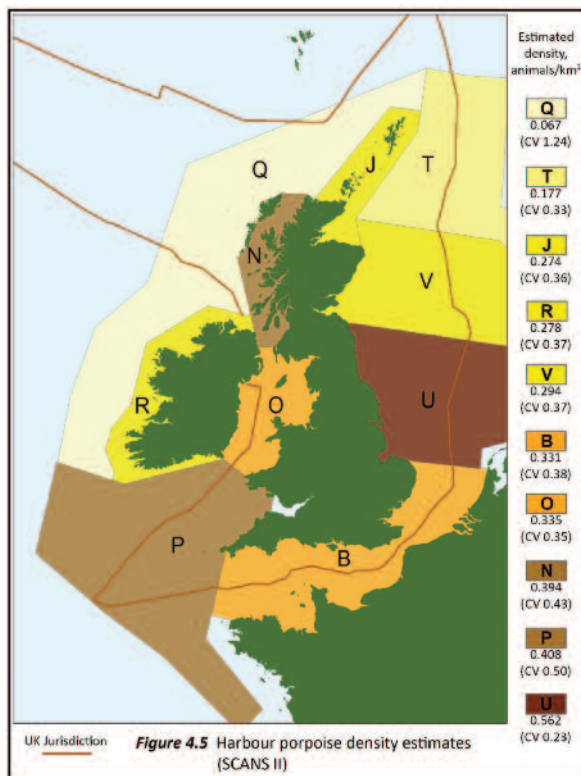 Estimated
density,
animals/km²
Q
0.067
(CV 1.24)
T
0.177
(CV 0.33)
J
0.274
(CV 0.36)
R
0.278
(CV 0.37)
V
0.294
(CV 0.37)
B
0.331
(CV 0.38)
O
0.335
(CV 0.35)
N
0.394
(CV 0.43)
P
0.408
(CV 0.50)
U
0.562
(CV 0.23)
Q
J
T
N
V
R
O
U
P
B
UK Jurisdiction
Figure 4.5 Harbour porpoise density estimates
(SCANS II)